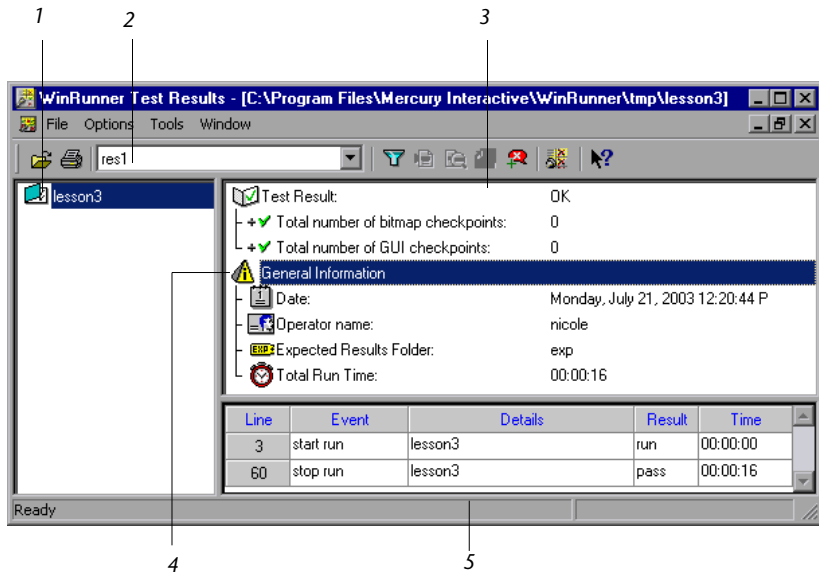 1 2 3
WinRunner Test Results - [C:\Program Files\Mercury Interactive\WinRunner\tmp\lesson3]
File Options Tools Window
res1
lesson3
Test Result: OK
Total number of bitmap checkpoints: 0
Total number of GUI checkpoints: 0
General Information
Date: Monday, July 21, 2003 12:20:44 P
Operator name: nicole
EXP Expected Results Folder: exp
Total Run Time: 00:00:16
Line Event Details Result Time
3 start run lesson3 run 00:00:00
60 stop run lesson3 pass 00:00:16
Ready
4 5